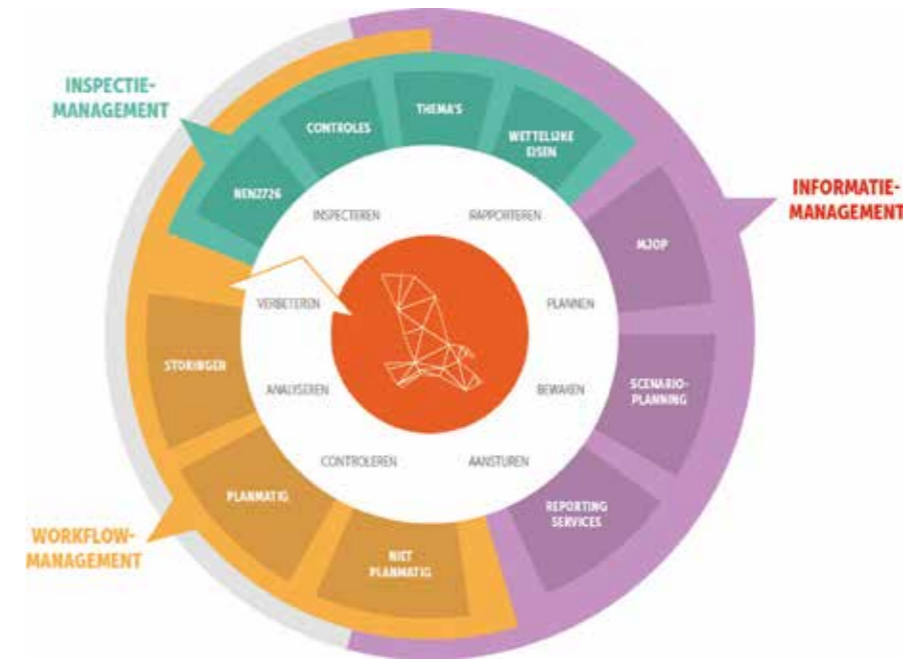 INSPECTIE-
MANAGEMENT
NEN2726
CONTROLES
THEMA'S
WETTELIJKE
EISEN
INFORMATIE-
MANAGEMENT
MJOP
SCENARIO-
PLANNING
REPORTING
SERVICES
WORKFLOW-
MANAGEMENT
STORINGEN
PLANMATIG
NIET
PLANMATIG
INSPECTEREN
RAPPORTEREN
PLANNEN
BEWAKEN
AANSTUREN
CONTROLEREN
ANALYSEREN
VERBETEREN